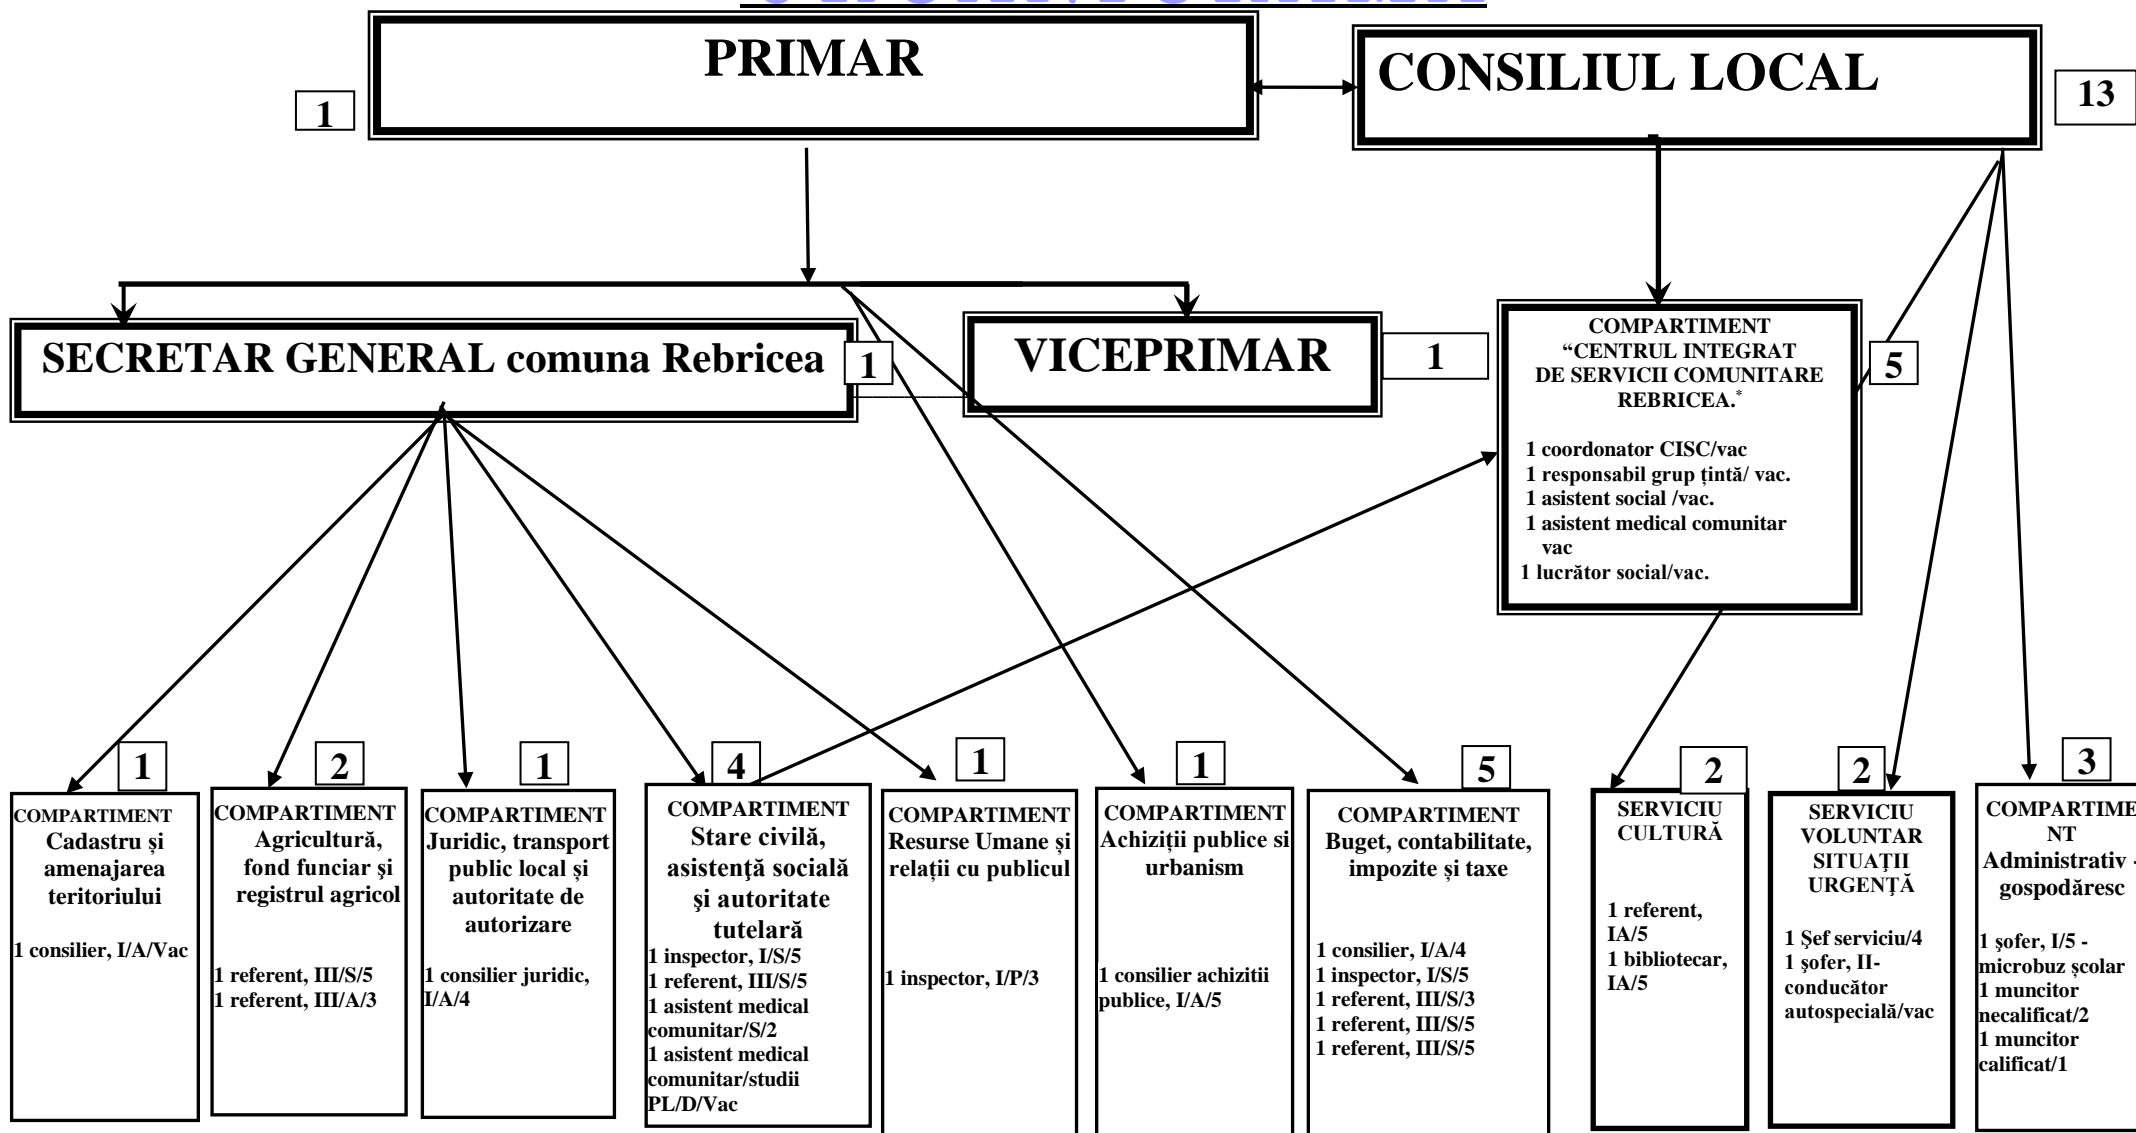 PRIMAR
1
CONSILIUL LOCAL
13
SECRETAR GENERAL comuna Rebricea
1
VICEPRIMAR
1
COMPARTIMENT
“CENTRUL INTEGRAT
DE SERVICII COMUNITARE
REBRICEA.*
1 coordonator CISC/vac
1 responsabil grup țintă/ vac.
1 asistent social /vac.
1 asistent medical comunitar
vac
1 lucrător social/vac.
5
1
COMPARTIMENT
Cadastru și
amenajarea
teritoriului
1 consilier, I/A/Vac
2
COMPARTIMENT
Agricultură,
fond funciar şi
registrul agricol
1 referent, III/S/5
1 referent, III/A/3
1
COMPARTIMENT
Juridic, transport
public local și
autoritate de
autorizare
1 consilier juridic,
I/A/4
4
COMPARTIMENT
Stare civilă,
asistenţă socială
şi autoritate
tutelară
1 inspector, I/S/5
1 referent, III/S/5
1 asistent medical
comunitar/S/2
1 asistent medical
comunitar/studii
PL/D/Vac
1
COMPARTIMENT
Resurse Umane și
relații cu publicul
1 inspector, I/P/3
1
COMPARTIMENT
Achiziții publice si
urbanism
1 consilier achizitii
publice, I/A/5
5
COMPARTIMENT
Buget, contabilitate,
impozite și taxe
1 consilier, I/A/4
1 inspector, I/S/5
1 referent, III/S/3
1 referent, III/S/5
1 referent, III/S/5
2
SERVICIU
CULTURĂ
1 referent,
IA/5
1 bibliotecar,
IA/5
2
SERVICIU
VOLUNTAR
SITUAȚII
URGENȚĂ
1 Şef serviciu/4
1 şofer, II-
conducător
autospecială/vac
3
COMPARTIME
NT
Administrativ -
gospodăresc
1 şofer, I/5 -
microbuz școlar
1 muncitor
necalificat/2
1 muncitor
calificat/1